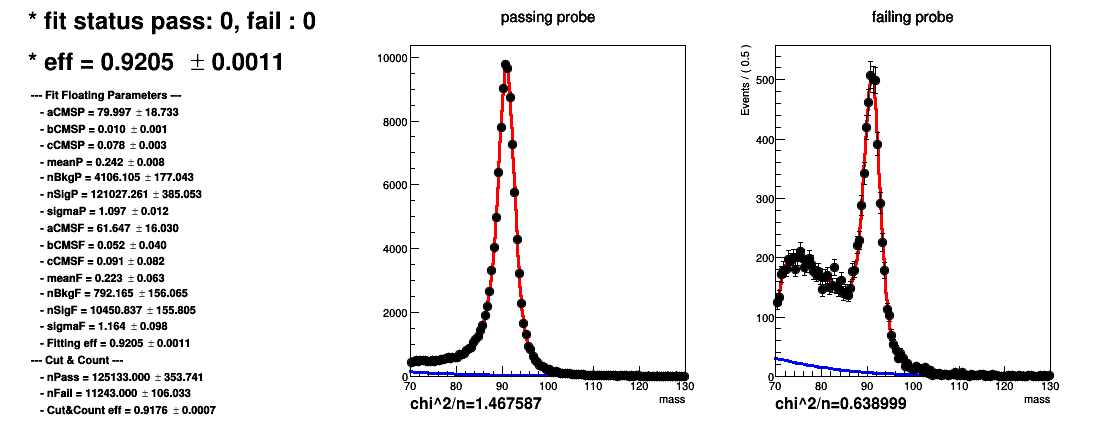 * fit status pass: 0, fail : 0
* eff = 0.9205 ± 0.0011
--- Fit Floating Parameters ---
- aCMSP = 79.997 ± 18.733
- bCMSP = 0.010 ± 0.001
- cCMSP = 0.078 ± 0.003
- meanP = 0.242 ± 0.008
- nBkgP = 4106.105 ± 177.043
- nSigP = 121027.261 ± 385.053
- sigmaP = 1.097 ± 0.012
- aCMSF = 61.647 ± 16.030
- bCMSF = 0.052 ± 0.040
- cCMSF = 0.091 ± 0.082
- meanF = 0.223 ± 0.063
- nBkgF = 792.165 ± 156.065
- nSigF = 10450.837 ± 155.805
- sigmaF = 1.164 ± 0.098
- Fitting eff = 0.9205 ± 0.0011
--- Cut & Count ---
- nPass = 125133.000 ± 353.741
- nFail = 11243.000 ± 106.033
- Cut&Count eff = 0.9176 ± 0.0007
passing probe
10000
8000
6000
4000
2000
0
70 80 90 100 110 120 130
mass
chi^2/n=1.467587
failing probe
Events / ( 0.5 )
500
400
300
200
100
0
70 80 90 100 110 120 130
mass
chi^2/n=0.638999